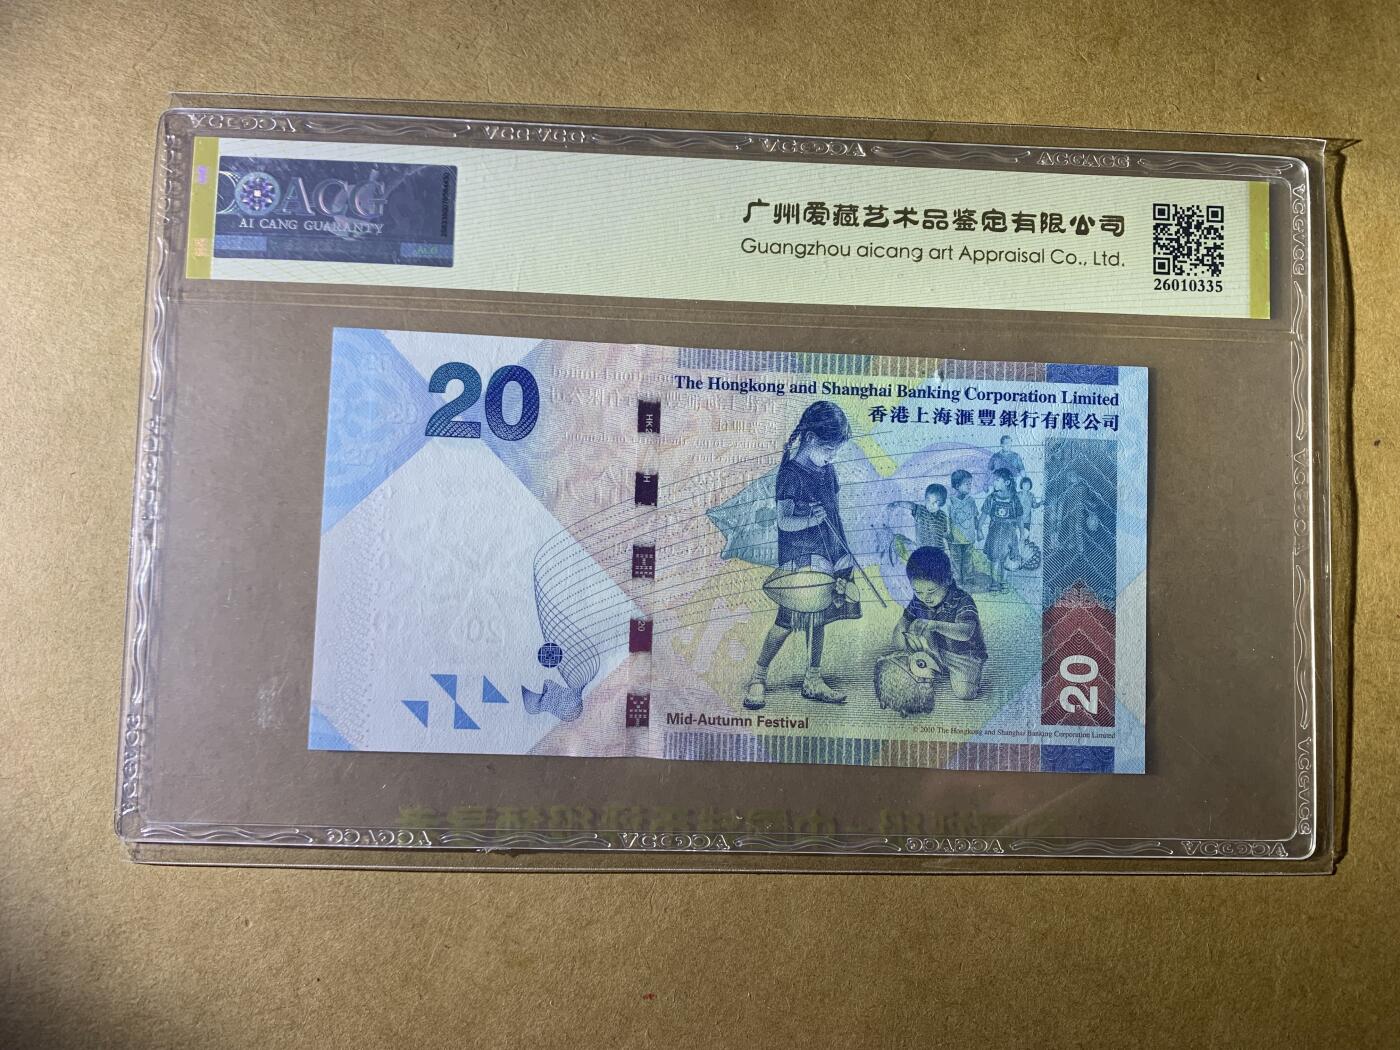 ACG
AI CANG GUARANTY
ACG
广州爱藏艺术品鉴定有限公司
Guangzhou aicang art Appraisal Co., Ltd.
26010335
20
The Hongkong and Shanghai Banking Corporation Limited
香港上海滙豐銀行有限公司
20
Mid-Autumn Festival
© 2010 The Hongkong and Shanghai Banking Corporation Limited